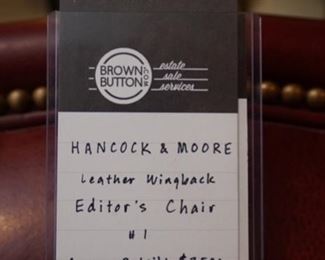 BROWN
BUTTON
.COM
estate
sale
services
HANCOCK & MOORE
Leather Wingback
Editor's Chair
#1